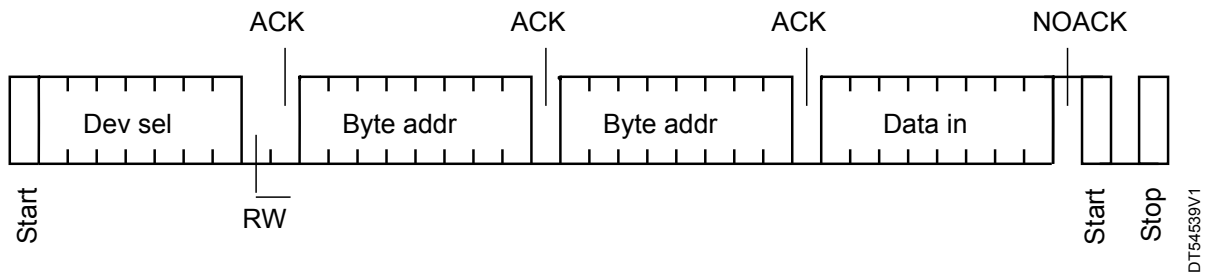 ACK ACK ACK NOACK
Dev sel Byte addr Byte addr Data in
RW
Start Start Stop
DT54539V1